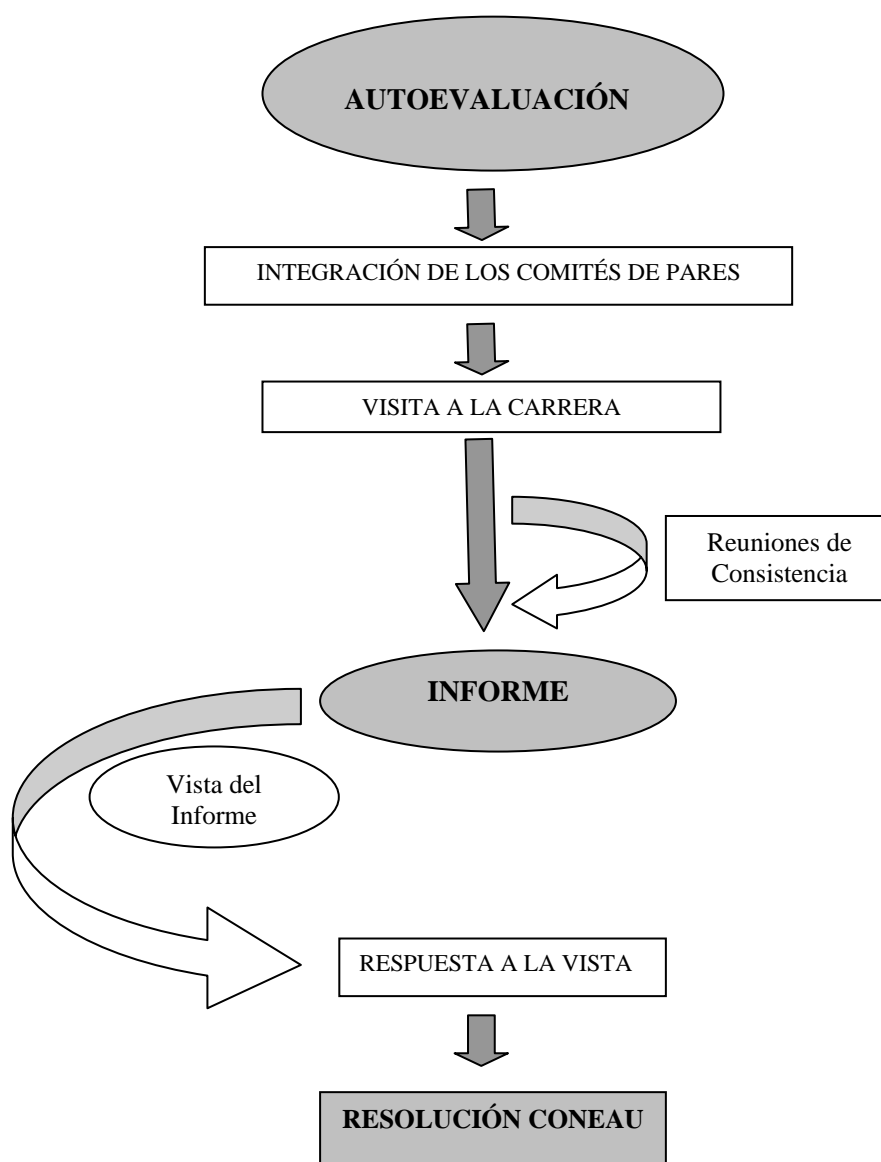 AUTOEVALUACIÓN
INTEGRACIÓN DE LOS COMITÉS DE PARES
VISITA A LA CARRERA
Reuniones de
Consistencia
INFORME
Vista del
Informe
RESPUESTA A LA VISTA
RESOLUCIÓN CONEAU